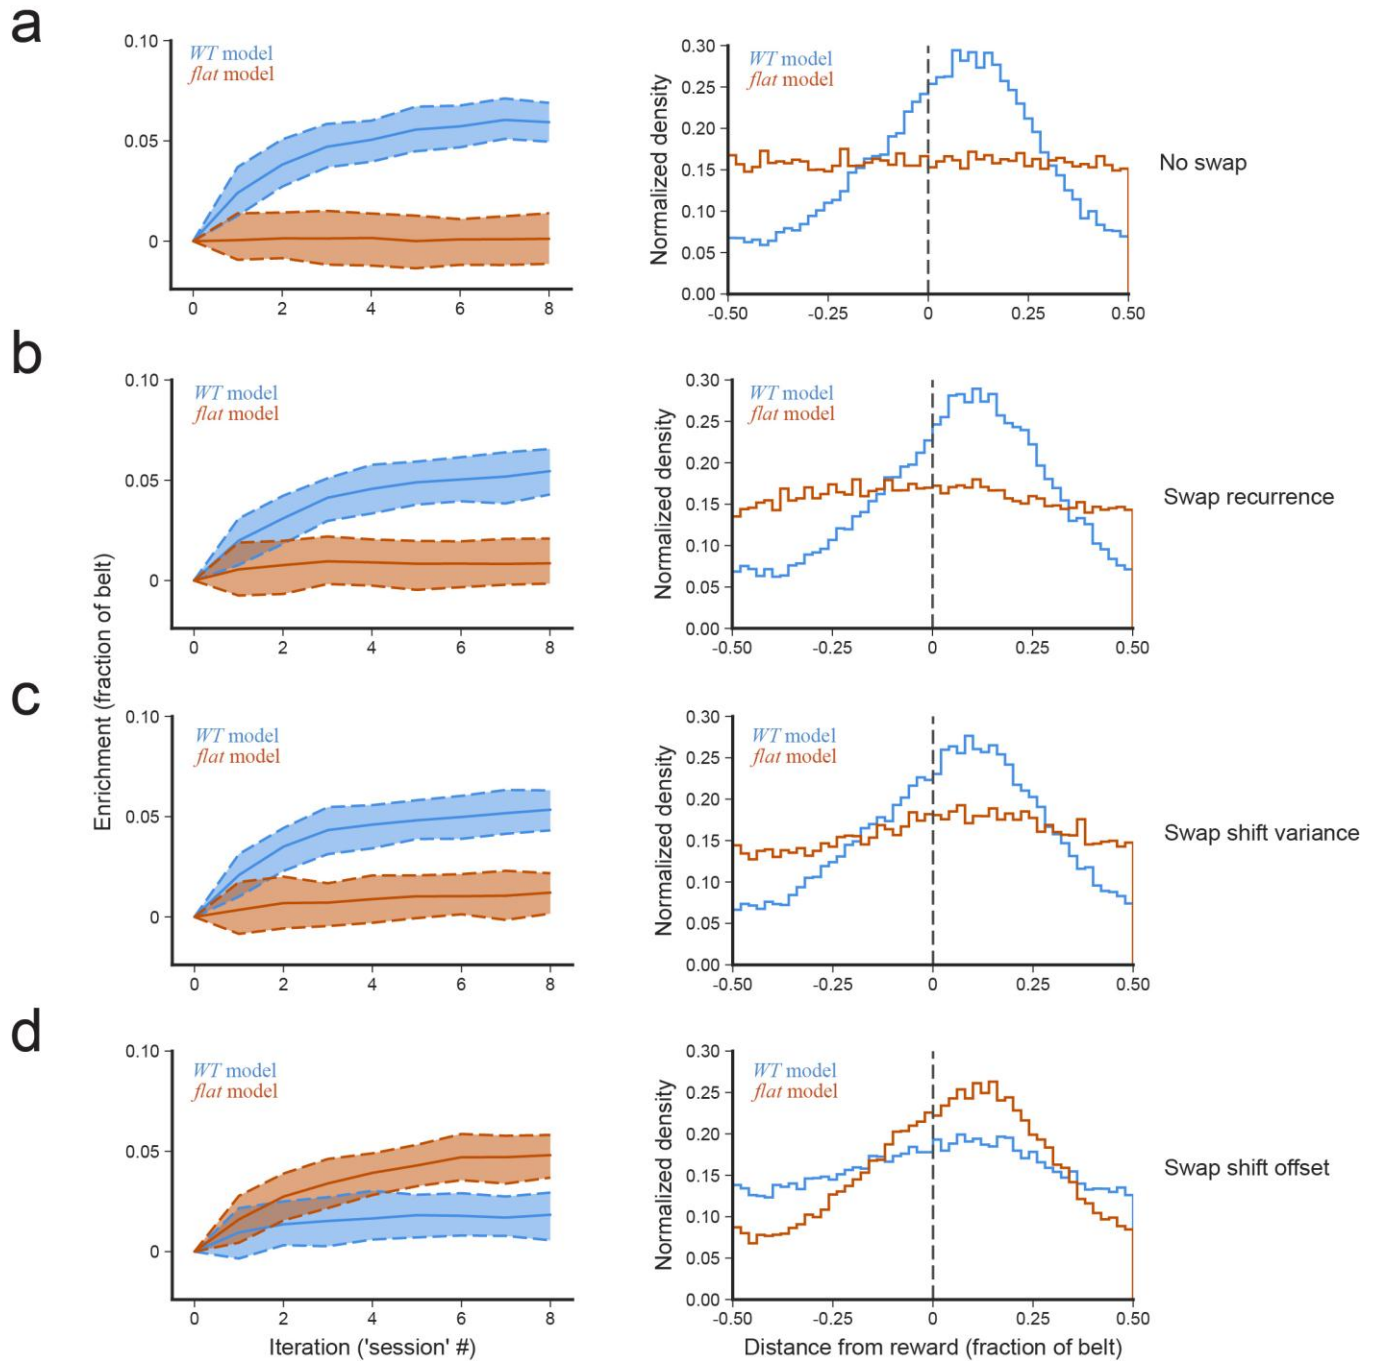 a
0.10
0.05
0
WT model
flat model
0
2
4
6
8
Normalized density
0.30
0.25
0.20
0.15
0.10
0.05
0.00
WT model
flat model
-0.50
-0.25
0
0.25
0.50
No swap
b
Enrichment (fraction of belt)
0.10
0.05
0
WT model
flat model
0
2
4
6
8
Normalized density
0.30
0.25
0.20
0.15
0.10
0.05
0.00
WT model
flat model
-0.50
-0.25
0
0.25
0.50
Swap recurrence
c
0.10
0.05
0
WT model
flat model
0
2
4
6
8
Normalized density
0.30
0.25
0.20
0.15
0.10
0.05
0.00
WT model
flat model
-0.50
-0.25
0
0.25
0.50
Swap shift variance
d
0.10
0.05
0
WT model
flat model
0
2
4
6
8
Iteration ('session' #)
Normalized density
0.30
0.25
0.20
0.15
0.10
0.05
0.00
WT model
flat model
-0.50
-0.25
0
0.25
0.50
Distance from reward (fraction of belt)
Swap shift offset